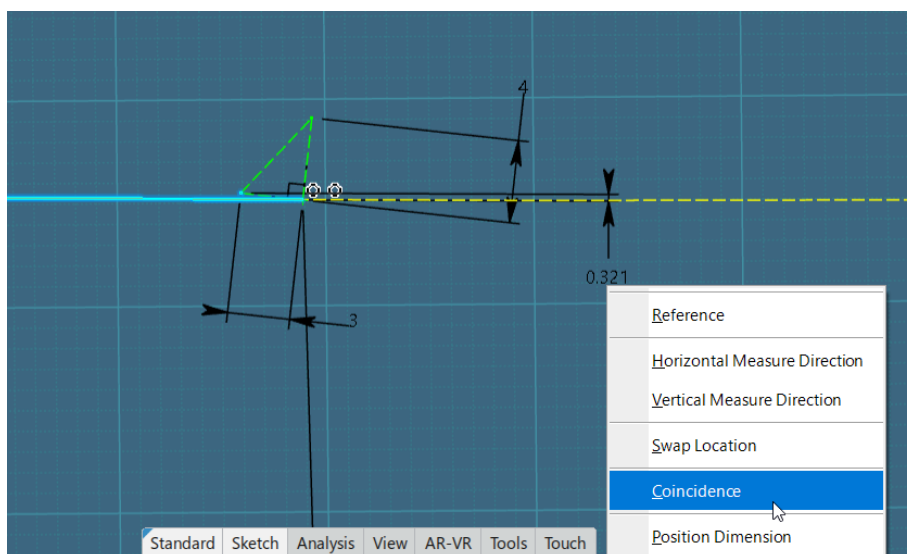 4
0.321
3
Reference
Horizontal Measure Direction
Vertical Measure Direction
Swap Location
Coincidence
Position Dimension
Standard Sketch Analysis View AR-VR Tools Touch